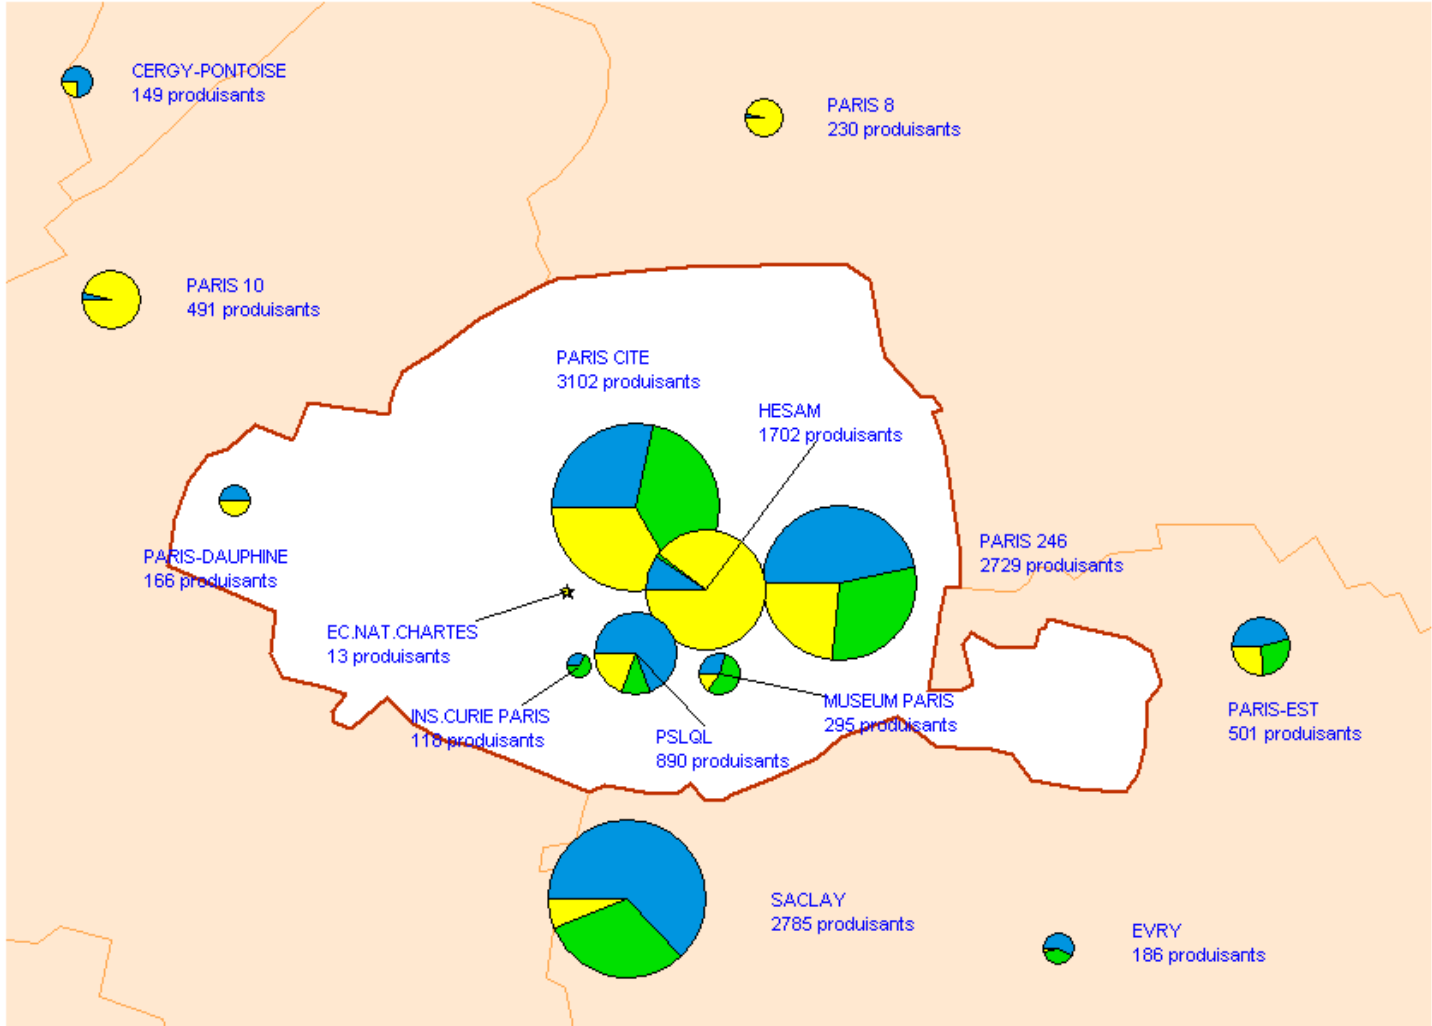 CERGY-PONTOISE
149 produisants
PARIS 8
230 produisants
PARIS 10
491 produisants
PARIS CITE
3102 produisants
HESAM
1702 produisants
PARIS-DAUPHINE
166 produisants
PARIS 246
2729 produisants
EC.NAT.CHARTES
13 produisants
INS.CURIE PARIS
118 produisants
PSLQL
890 produisants
MUSEUM PARIS
295 produisants
PARIS-EST
501 produisants
SACLAY
2785 produisants
EVRY
186 produisants